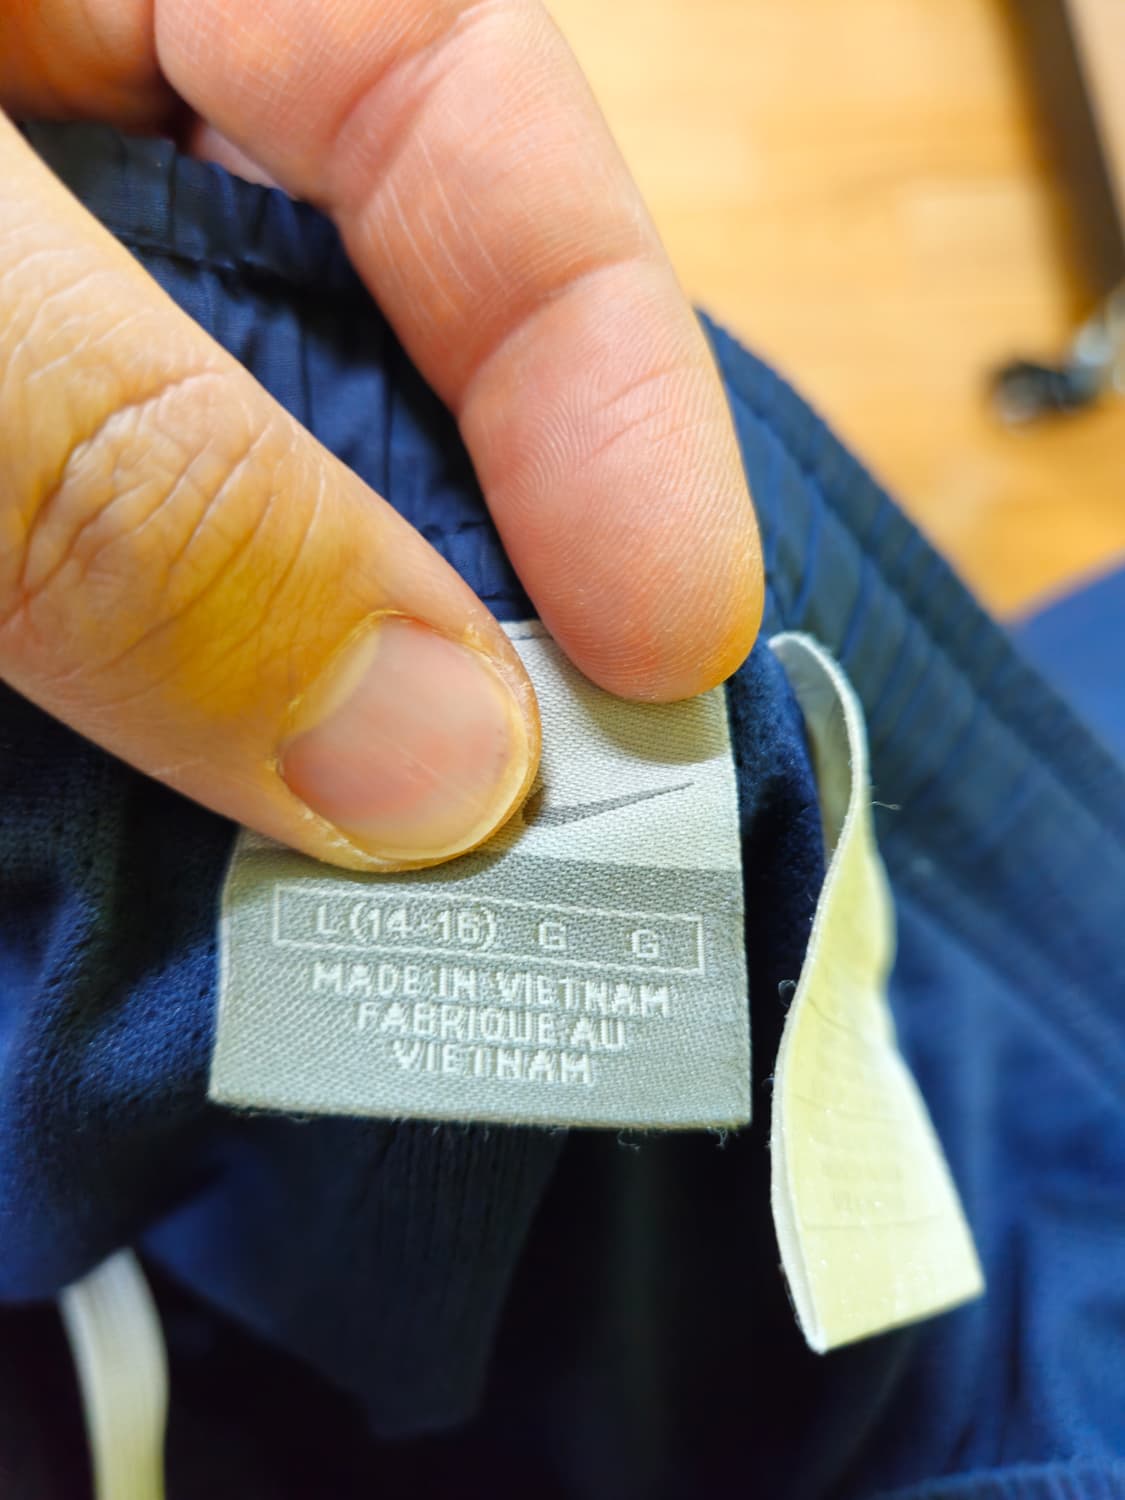 L (14-16) G G
MADE IN VIETNAM
FABRIQUE AU
VIETNAM